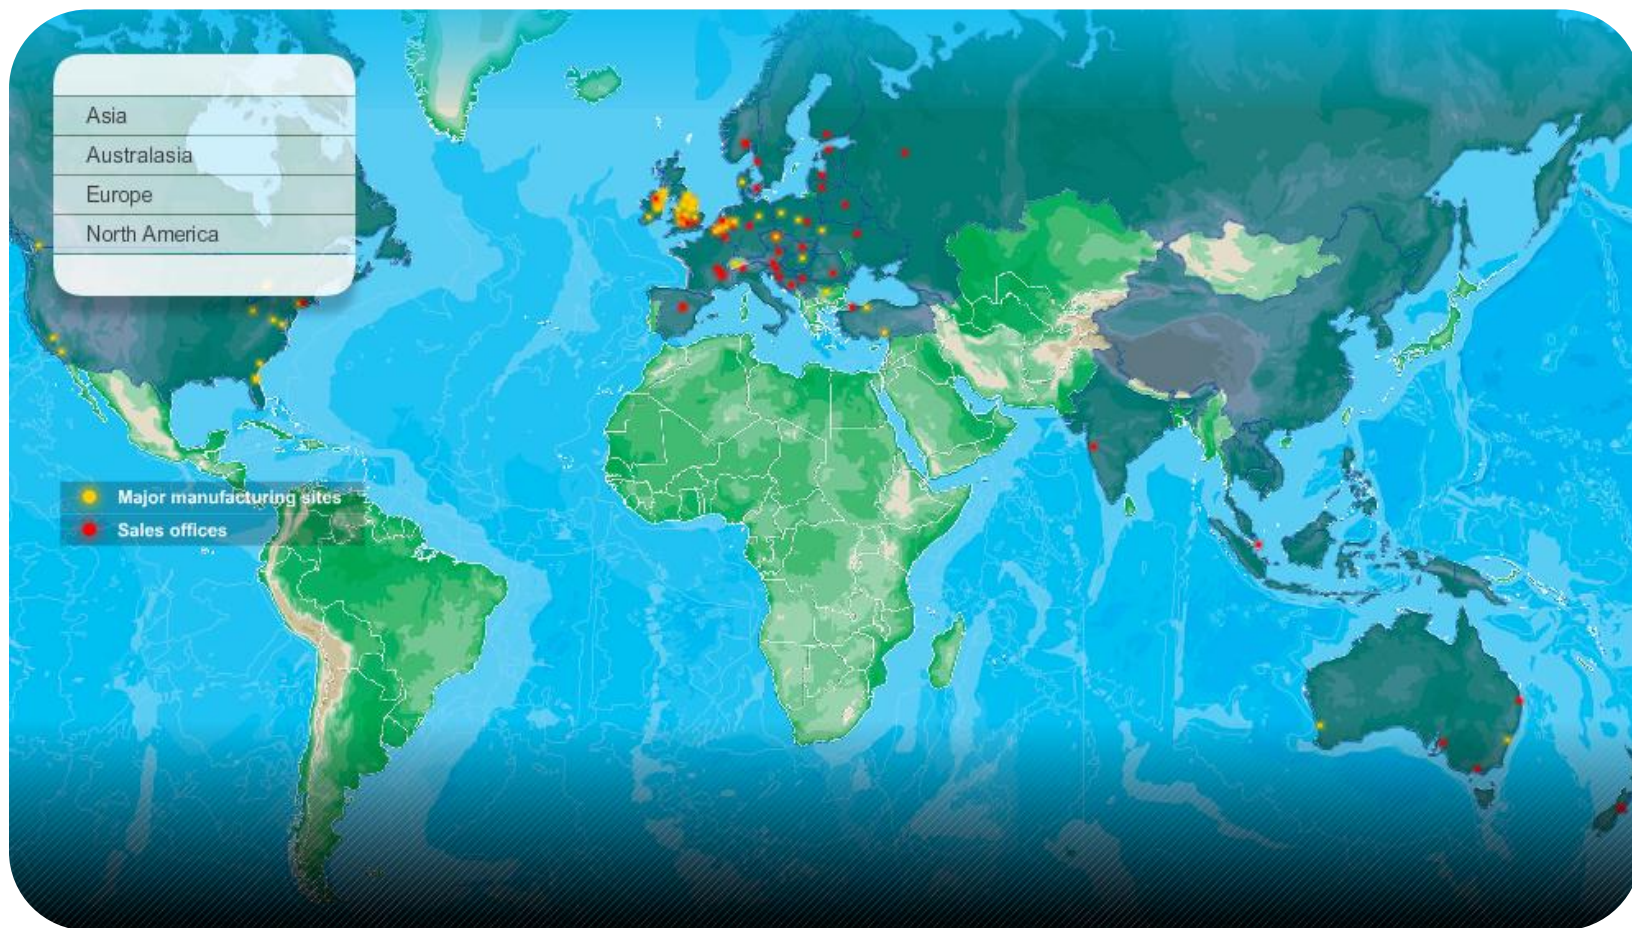 Asia
Australasia
Europe
North America
Major manufacturing sites
Sales offices